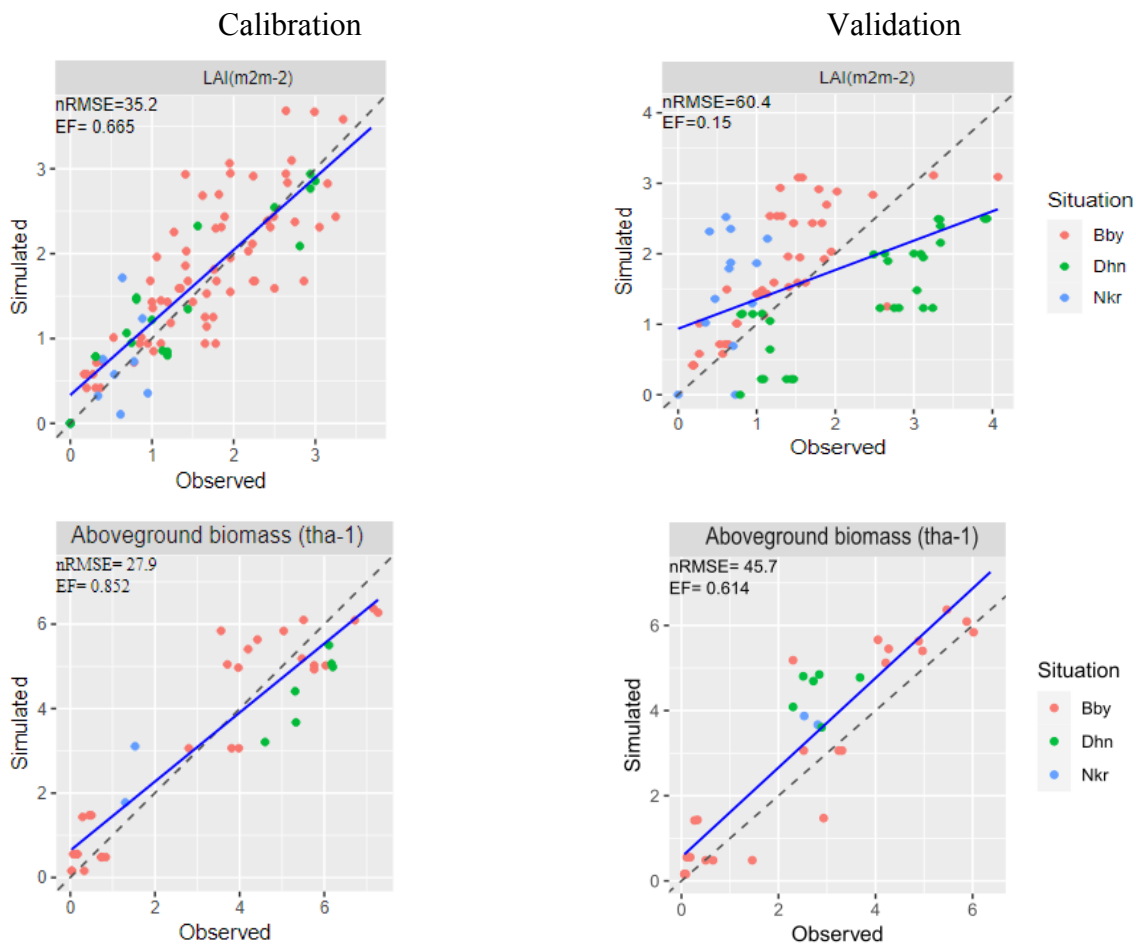 Calibration
Validation
LAI(m2m-2)
nRMSE=35.2
EF= 0.665
3
2
1
0
Simulated
0 1 2 3
Observed
LAI(m2m-2)
nRMSE=60.4
EF=0.15
4
3
2
1
0
Simulated
0 1 2 3 4
Observed
Situation
Bby
Dhn
Nkr
Aboveground biomass (tha-1)
nRMSE= 27.9
EF= 0.852
6
4
2
0
Simulated
0 2 4 6
Observed
Aboveground biomass (tha-1)
nRMSE= 45.7
EF= 0.614
6
4
2
0
Simulated
0 2 4 6
Observed
Situation
Bby
Dhn
Nkr